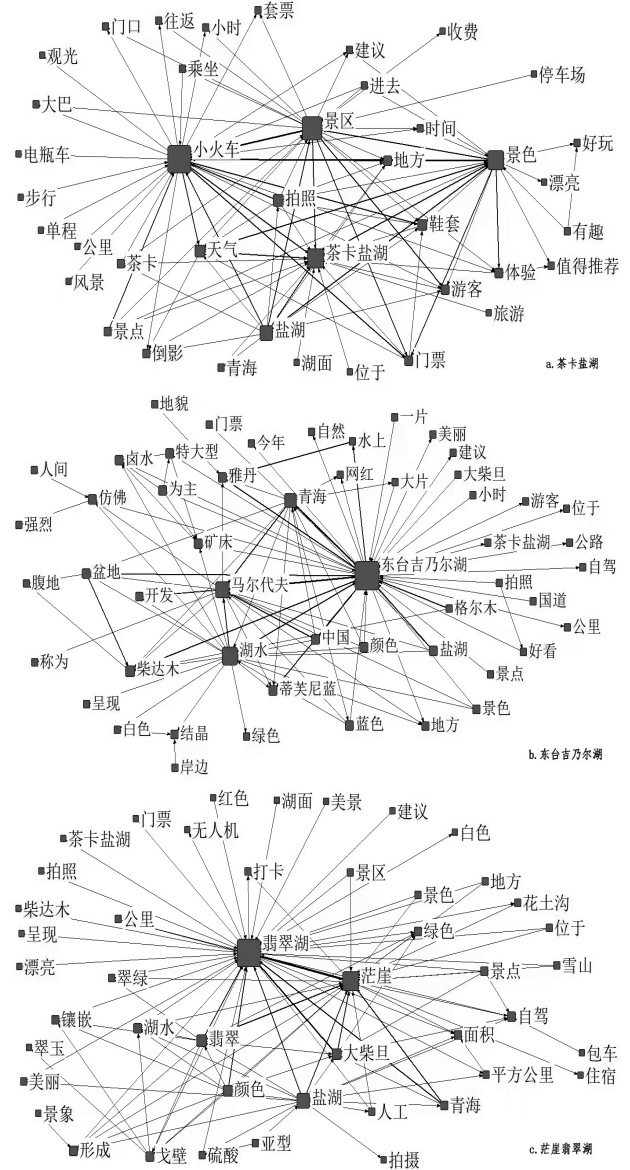 套票
门口
往返
小时
收费
观光
乘坐
建议
停车场
进去
大巴
景区
时间
好玩
电瓶车
小火车
地方
景色
漂亮
步行
拍照
单程
鞋套
有趣
公里
天气
茶卡
茶卡盐湖
体验
值得推荐
风景
游客
旅游
景点
盐湖
倒影
青海
湖面
位于
门票
a.茶卡盐湖
地貌
门票
一片
今年
自然
水上
美丽
建议
人间
卤水
特大型
雅丹
网红
大片
大柴旦
小时
仿佛
为主
青海
游客
位于
强烈
矿床
茶卡盐湖
公路
腹地
盆地
马尔代夫
东台吉乃尔湖
自驾
开发
拍照
国道
格尔木
公里
称为
柴达木
湖水
中国
颜色
盐湖
好看
景点
呈现
蒂芙尼蓝
景色
白色
结晶
绿色
蓝色
地方
岸边
b.东台吉乃尔湖
红色
湖面
美景
建议
门票
无人机
白色
茶卡盐湖
拍照
打卡
景区
柴达木
公里
景色
地方
花土沟
呈现
翡翠湖
绿色
位于
漂亮
翠绿
茫崖
景点
雪山
镶嵌
湖水
翡翠
自驾
面积
翠玉
大柴旦
包车
美丽
颜色
盐湖
平方公里
住宿
景象
人工
青海
形成
戈壁
硫酸
亚型
拍摄
c.茫崖翡翠湖